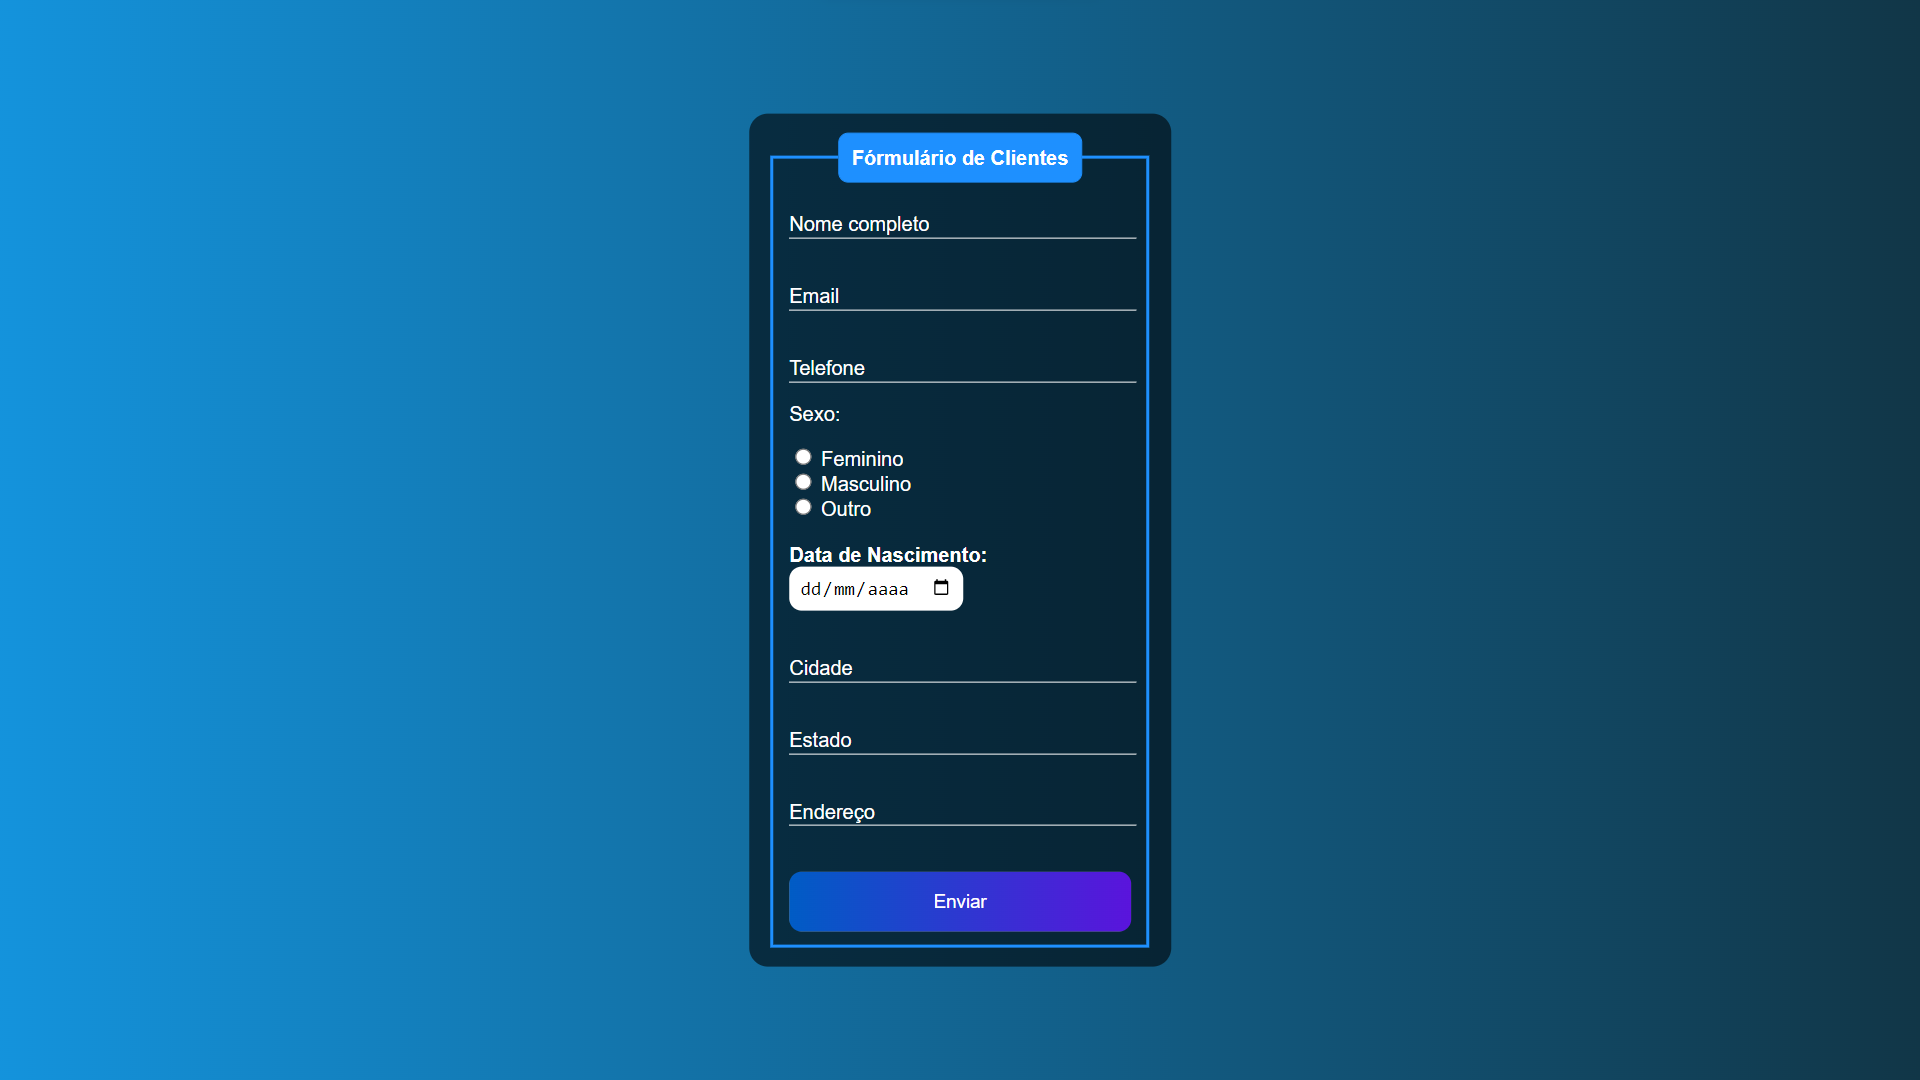 Fórmulário de Clientes
Nome completo
Email
Telefone
Sexo:
Feminino
Masculino
Outro
Data de Nascimento:
dd/mm/aaaa
Cidade
Estado
Endereço
Enviar